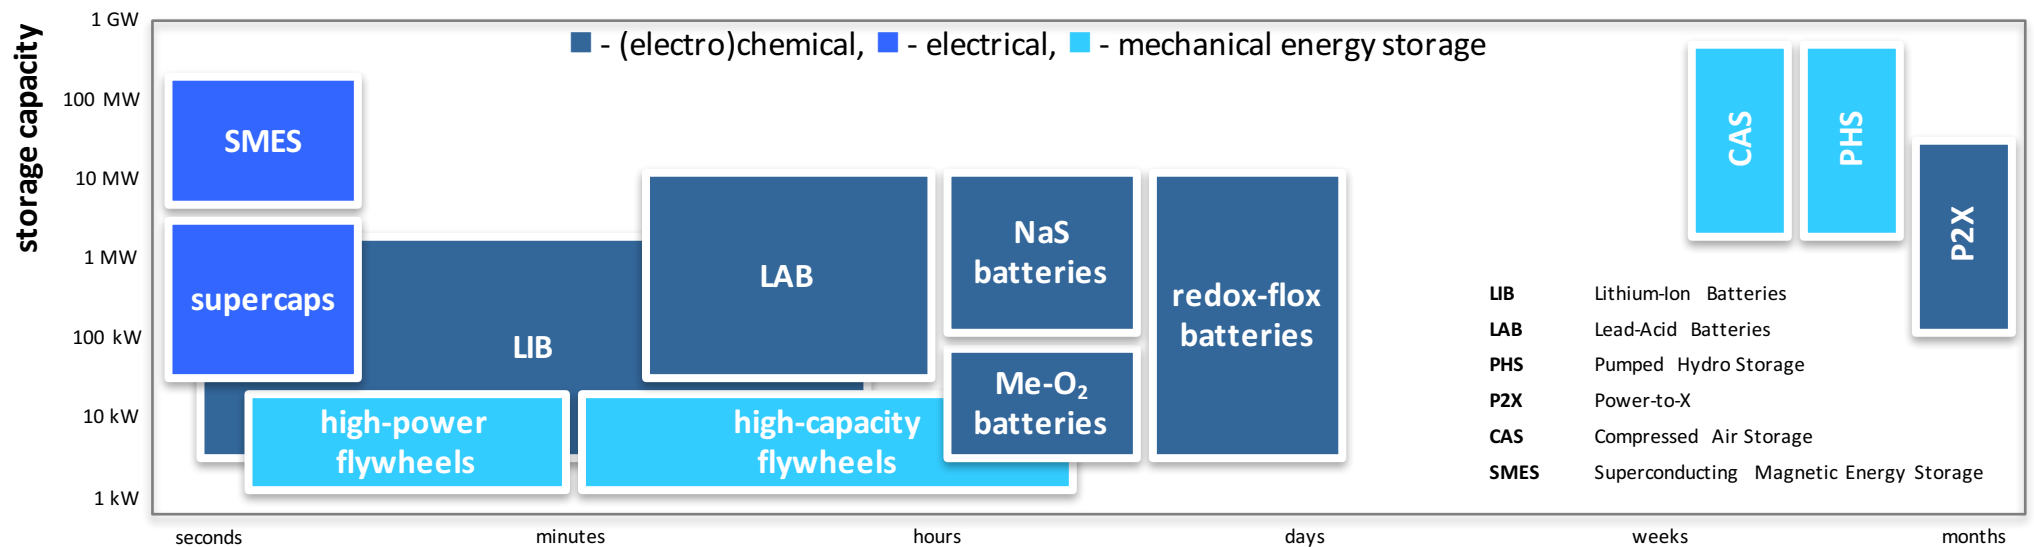 storage capacity
1 GW
100 MW
10 MW
1 MW
100 kW
10 kW
1 kW
- (electro)chemical, - electrical, - mechanical energy storage
SMES
supercaps
LIB
high-power
flywheels
LAB
high-capacity
flywheels
NaS
batteries
Me-O₂
batteries
redox-flox
batteries
CAS
PHS
P2X
LIB Lithium-Ion Batteries
LAB Lead-Acid Batteries
PHS Pumped Hydro Storage
P2X Power-to-X
CAS Compressed Air Storage
SMES Superconducting Magnetic Energy Storage
seconds
minutes
hours
days
weeks
months